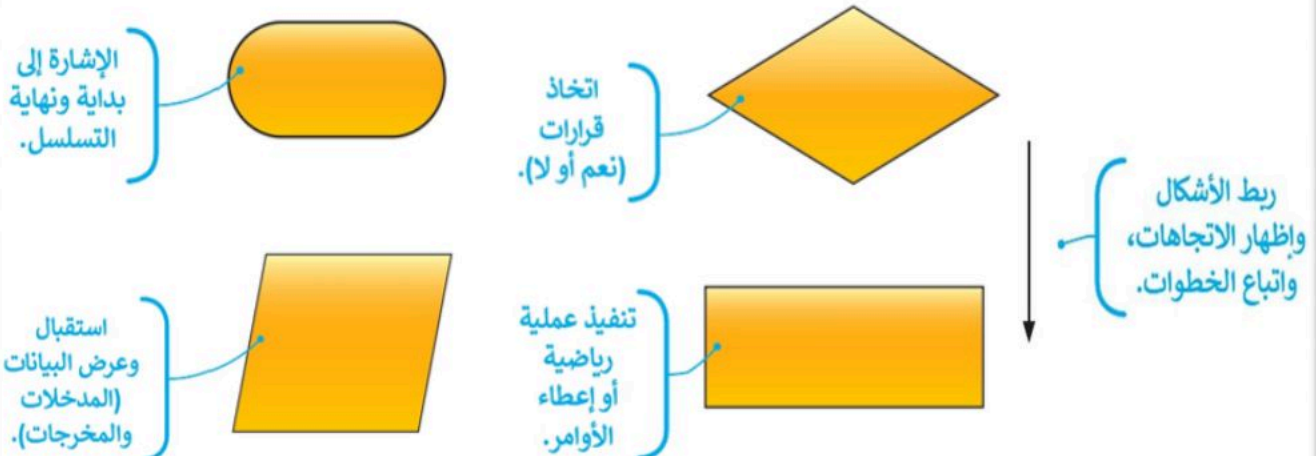 الإشارة إلى
بداية ونهاية
التسلسل.
اتخاذ
قرارات
(نعم أو لا).
ربط الأشكال
وإظهار الاتجاهات،
واتباع الخطوات.
استقبال
وعرض البيانات
(المدخلات
والمخرجات).
تنفيذ عملية
رياضية
أو إعطاء
الأوامر.